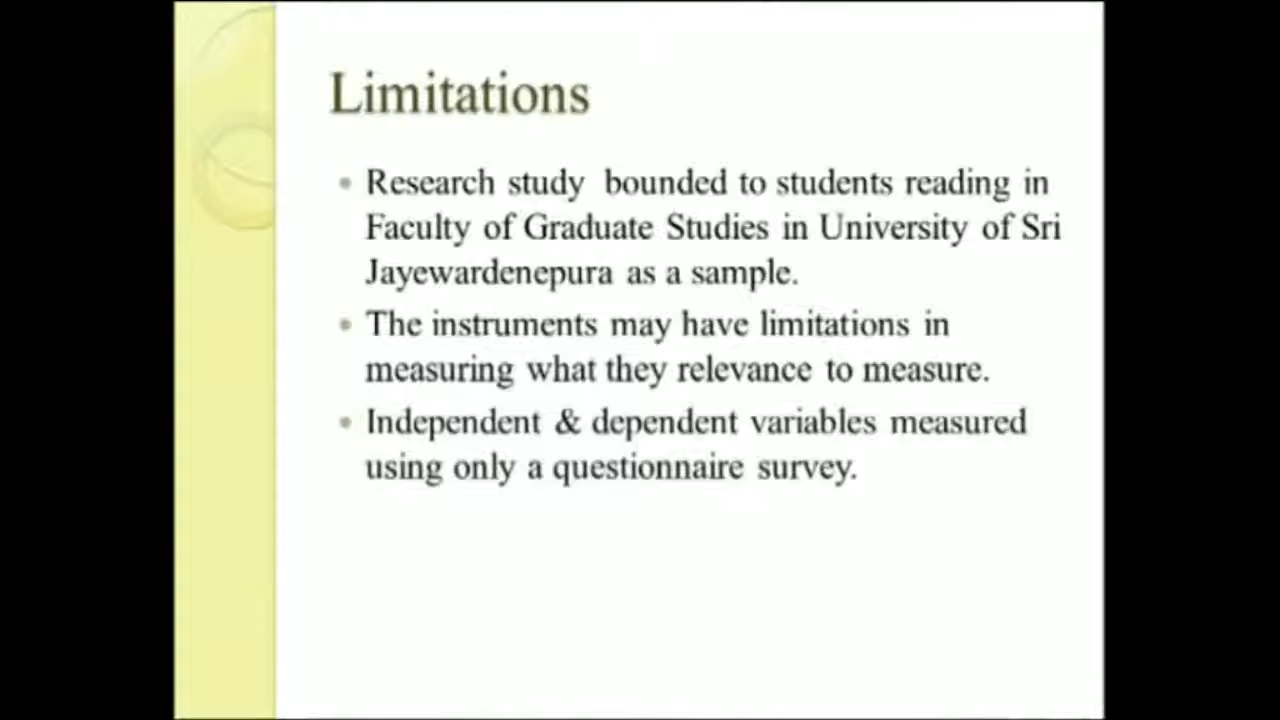 Limitations
• Research study bounded to students reading in
Faculty of Graduate Studies in University of Sri
Jayewardenepura as a sample.
• The instruments may have limitations in
measuring what they relevance to measure.
• Independent & dependent variables measured
using only a questionnaire survey.